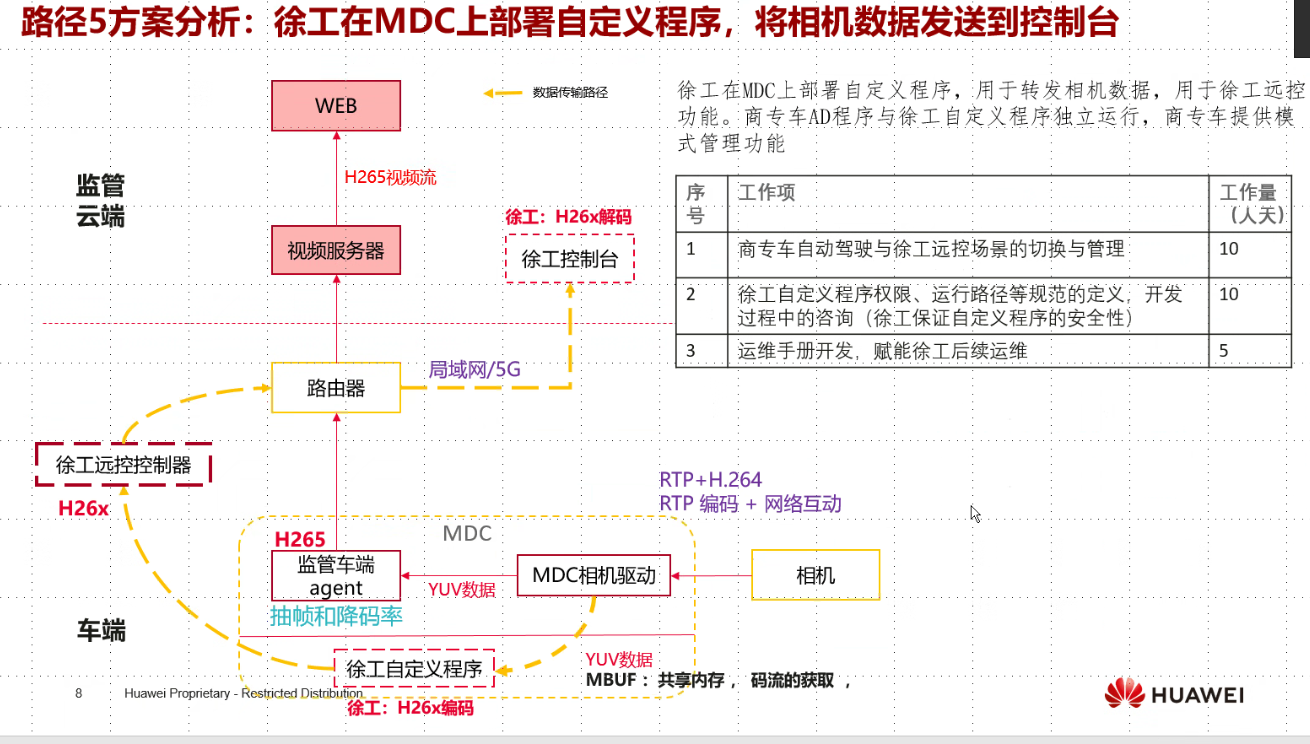 路径5方案分析：徐工在MDC上部署自定义程序，将相机数据发送到控制台
WEB
数据传输路径
徐工在MDC上部署自定义程序，用于转发相机数据，用于徐工远控
功能。商专车AD程序与徐工自定义程序独立运行，商专车提供模
式管理功能
H265视频流
监管
云端
序
号
工作项
工作量
（人天）
1
商专车自动驾驶与徐工远控场景的切换与管理
10
2
徐工自定义程序权限、运行路径等规范的定义，开发
过程中的咨询（徐工保证自定义程序的安全性）
10
3
运维手册开发，赋能徐工后续运维
5
徐工：H26x解码
视频服务器
徐工控制台
局域网/5G
路由器
徐工远控控制器
H26x
RTP+H.264
RTP 编码 + 网络互动
MDC
H265
监管车端
agent
YUV数据
MDC相机驱动
相机
抽帧和降码率
车端
徐工自定义程序
YUV数据
MBUF：共享内存， 码流的获取 ，
徐工：H26x编码
8
Huawei Proprietary - Restricted Distribution
HUAWEI